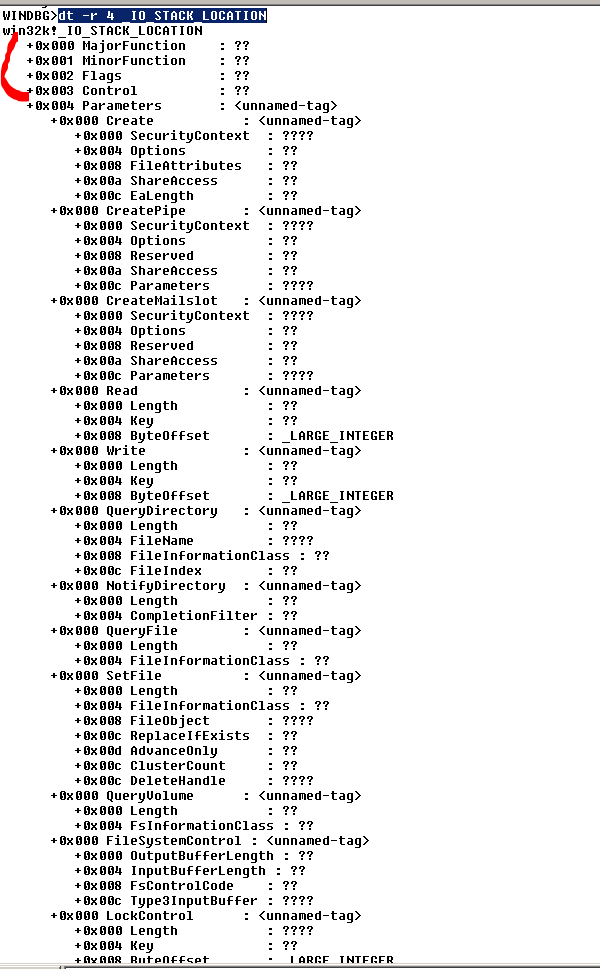 WINDBG>dt -r 4 _IO_STACK_LOCATION
win32k!_IO_STACK_LOCATION
+0x000 MajorFunction : ??
+0x001 MinorFunction : ??
+0x002 Flags : ??
+0x003 Control : ??
+0x004 Parameters : <unnamed-tag>
+0x000 Create : <unnamed-tag>
+0x000 SecurityContext : ????
+0x004 Options : ??
+0x008 FileAttributes : ??
+0x00a ShareAccess : ??
+0x00c EaLength : ??
+0x000 CreatePipe : <unnamed-tag>
+0x000 SecurityContext : ????
+0x004 Options : ??
+0x008 Reserved : ??
+0x00a ShareAccess : ??
+0x00c Parameters : ????
+0x000 CreateMailslot : <unnamed-tag>
+0x000 SecurityContext : ????
+0x004 Options : ??
+0x008 Reserved : ??
+0x00a ShareAccess : ??
+0x00c Parameters : ????
+0x000 Read : <unnamed-tag>
+0x000 Length : ??
+0x004 Key : ??
+0x008 ByteOffset : _LARGE_INTEGER
+0x000 Write : <unnamed-tag>
+0x000 Length : ??
+0x004 Key : ??
+0x008 ByteOffset : _LARGE_INTEGER
+0x000 QueryDirectory : <unnamed-tag>
+0x000 Length : ??
+0x004 FileName : ????
+0x008 FileInformationClass : ??
+0x00c FileIndex : ??
+0x000 NotifyDirectory : <unnamed-tag>
+0x000 Length : ??
+0x004 CompletionFilter : ??
+0x000 QueryFile : <unnamed-tag>
+0x000 Length : ??
+0x004 FileInformationClass : ??
+0x000 SetFile : <unnamed-tag>
+0x000 Length : ??
+0x004 FileInformationClass : ??
+0x008 FileObject : ????
+0x00c ReplaceIfExists : ??
+0x00d AdvanceOnly : ??
+0x00c ClusterCount : ??
+0x00c DeleteHandle : ????
+0x000 QueryVolume : <unnamed-tag>
+0x000 Length : ??
+0x004 FsInformationClass : ??
+0x000 FileSystemControl : <unnamed-tag>
+0x000 OutputBufferLength : ??
+0x004 InputBufferLength : ??
+0x008 FsControlCode : ??
+0x00c Type3InputBuffer : ????
+0x000 LockControl : <unnamed-tag>
+0x000 Length : ????
+0x004 Key : ??
+0x008 ByteOffset : _LARGE_INTEGER